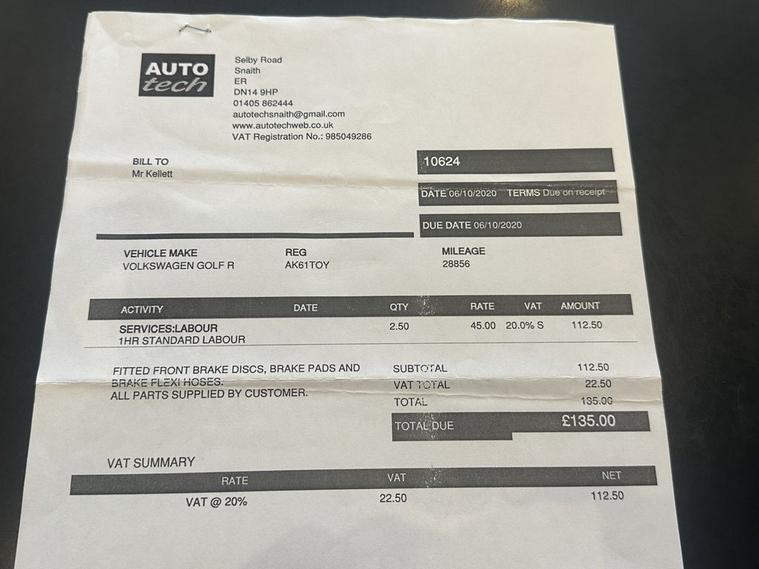 AUTO
tech
Selby Road
Snaith
ER
DN14 9HP
01405 862444
autotechsnaith@gmail.com
www.autotechweb.co.uk
VAT Registration No.: 985049286
BILL TO
Mr Kellett
10624
DATE 06/10/2020 TERMS Due on receipt
DUE DATE 06/10/2020
VEHICLE MAKE REG MILEAGE
VOLKSWAGEN GOLF R AK61TOY 28856
ACTIVITY DATE QTY RATE VAT AMOUNT
SERVICES:LABOUR 2.50 45.00 20.0% S 112.50
1HR STANDARD LABOUR
FITTED FRONT BRAKE DISCS, BRAKE PADS AND
BRAKE FLEXI HOSES.
ALL PARTS SUPPLIED BY CUSTOMER.
SUBTOTAL 112.50
VAT TOTAL 22.50
TOTAL 135.00
TOTAL DUE £135.00
VAT SUMMARY
RATE VAT NET
VAT @ 20% 22.50 112.50